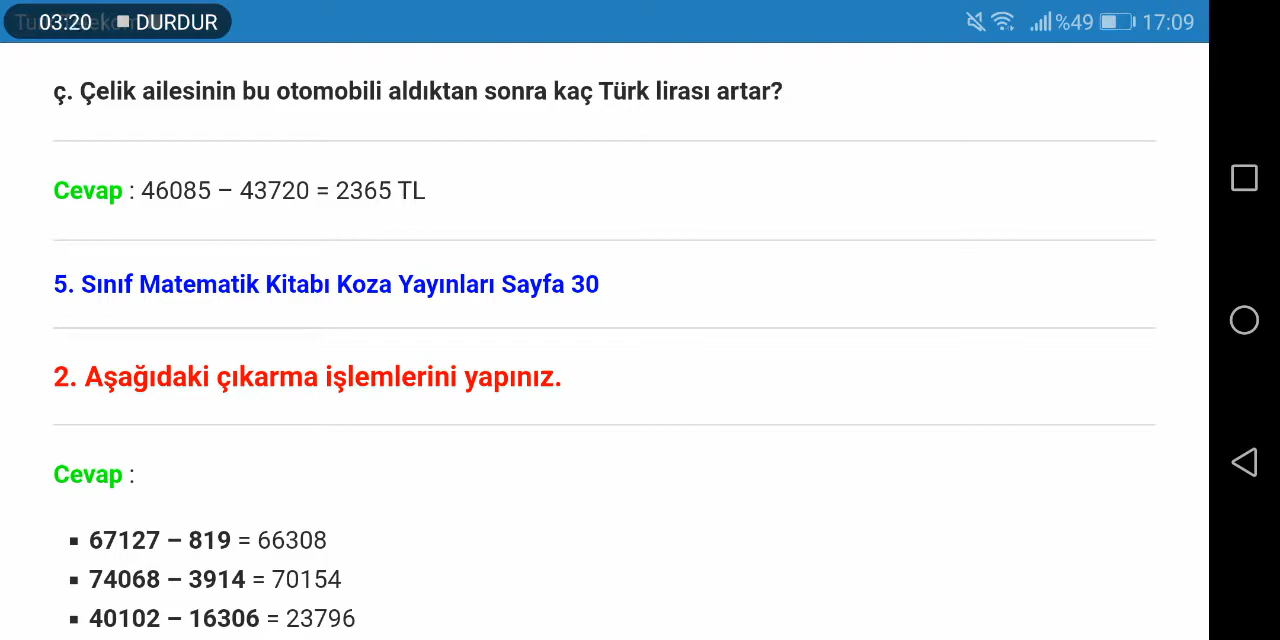 03:20 DURDUR %49 17:09
ç. Çelik ailesinin bu otomobili aldıktan sonra kaç Türk lirası artar?
Cevap : 46085 – 43720 = 2365 TL
5. Sınıf Matematik Kitabı Koza Yayınları Sayfa 30
2. Aşağıdaki çıkarma işlemlerini yapınız.
Cevap :
▪ 67127 – 819 = 66308
▪ 74068 – 3914 = 70154
▪ 40102 – 16306 = 23796